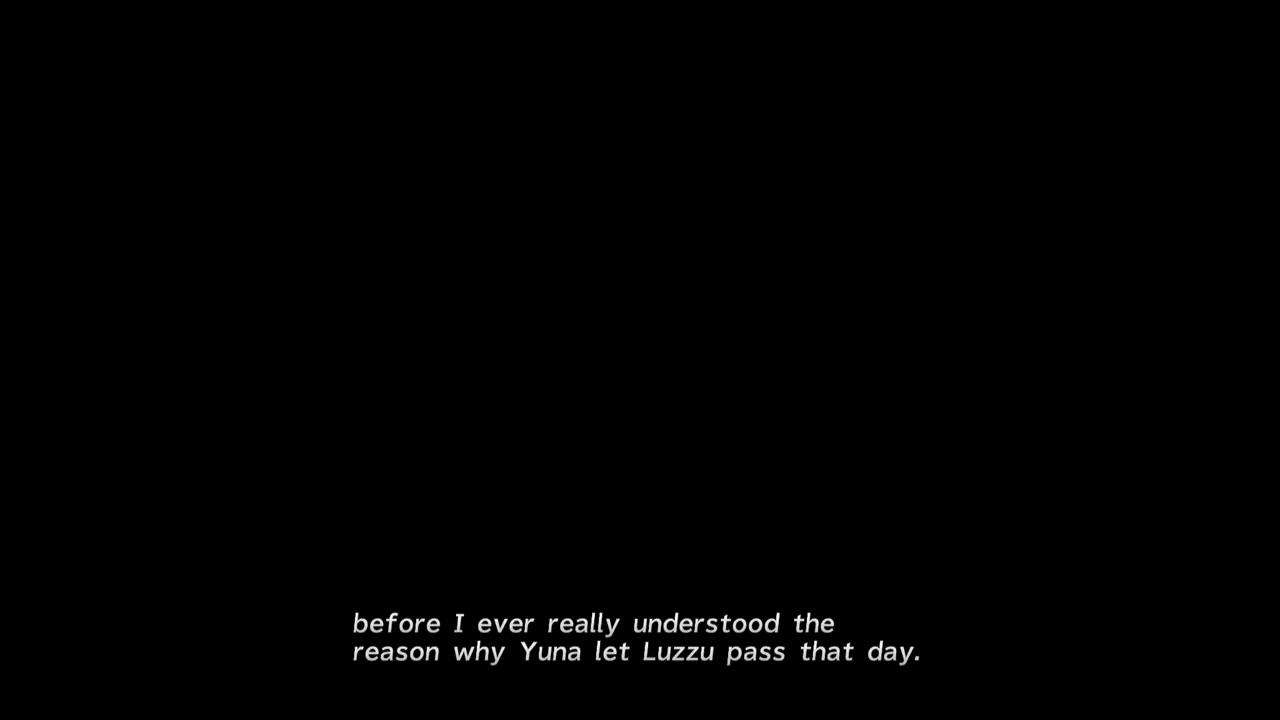 before I ever really understood the
reason why Yuna let Luzzu pass that day.